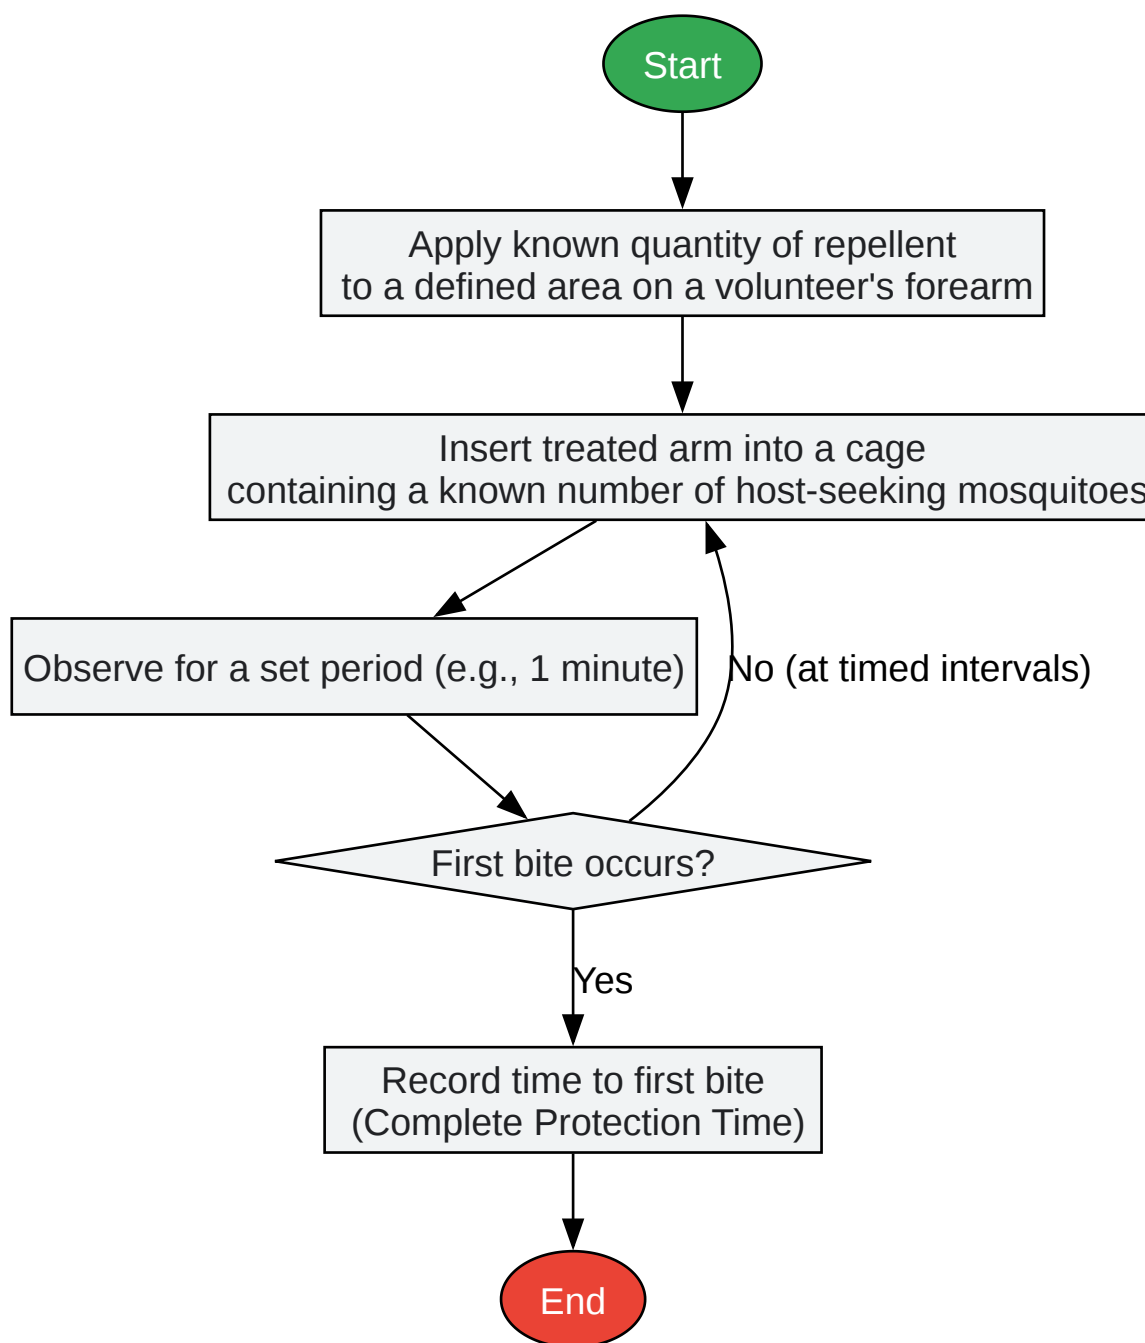 Start
Apply known quantity of repellent
to a defined area on a volunteer's forearm
Insert treated arm into a cage
containing a known number of host-seeking mosquitoes
Observe for a set period (e.g., 1 minute)
No (at timed intervals)
First bite occurs?
Yes
Record time to first bite
(Complete Protection Time)
End